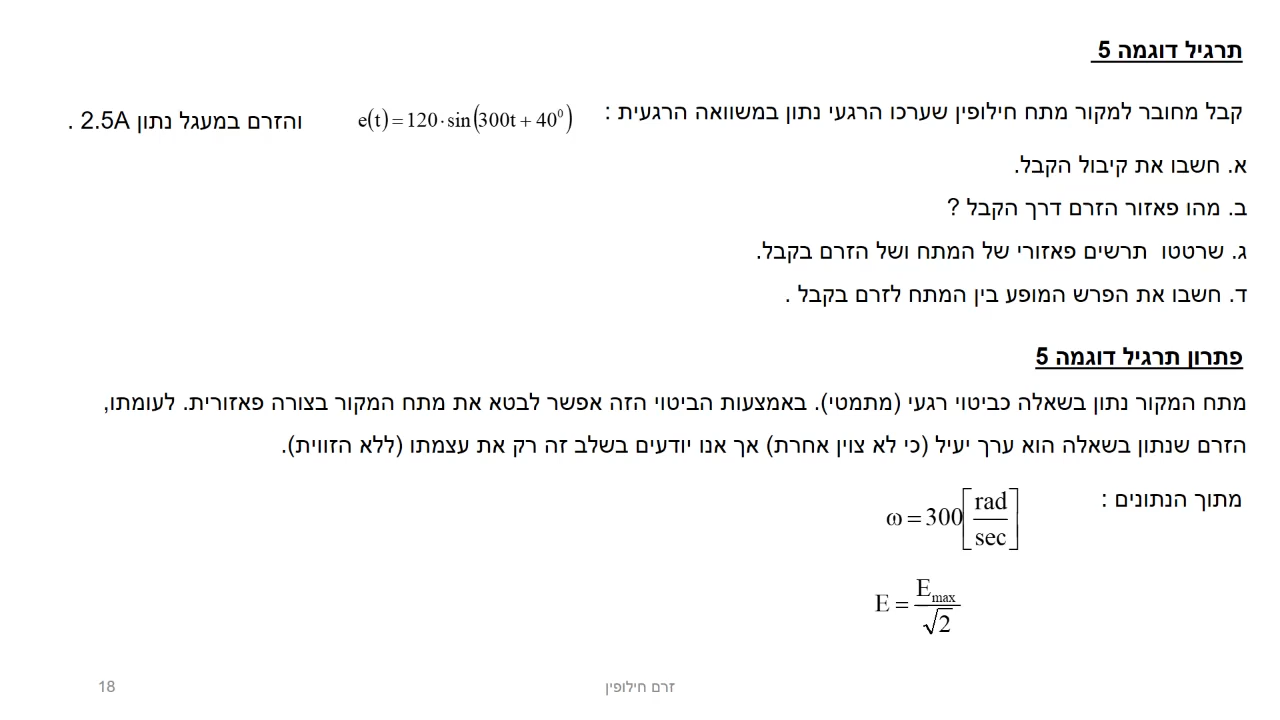 תרגיל דוגמה 5
קבל מחובר למקור מתח חילופין שערכו הרגעי נתון במשוואה הרגעית : e(t) = 120 · sin(300t + 40⁰) והזרם במעגל נתון 2.5A .
א. חשבו את קיבול הקבל.
ב. מהו פאזור הזרם דרך הקבל ?
ג. שרטטו תרשים פאזורי של המתח ושל הזרם בקבל.
ד. חשבו את הפרש המופע בין המתח לזרם בקבל .
פתרון תרגיל דוגמה 5
מתח המקור נתון בשאלה כביטוי רגעי (מתמטי). באמצעות הביטוי הזה אפשר לבטא את מתח המקור בצורה פאזורית. לעומתו,
הזרם שנתון בשאלה הוא ערך יעיל (כי לא צוין אחרת) אך אנו יודעים בשלב זה רק את עצמתו (ללא הזווית).
מתוך הנתונים : ω = 300 [rad/sec]
E = Emax/√2
זרם חילופין 18